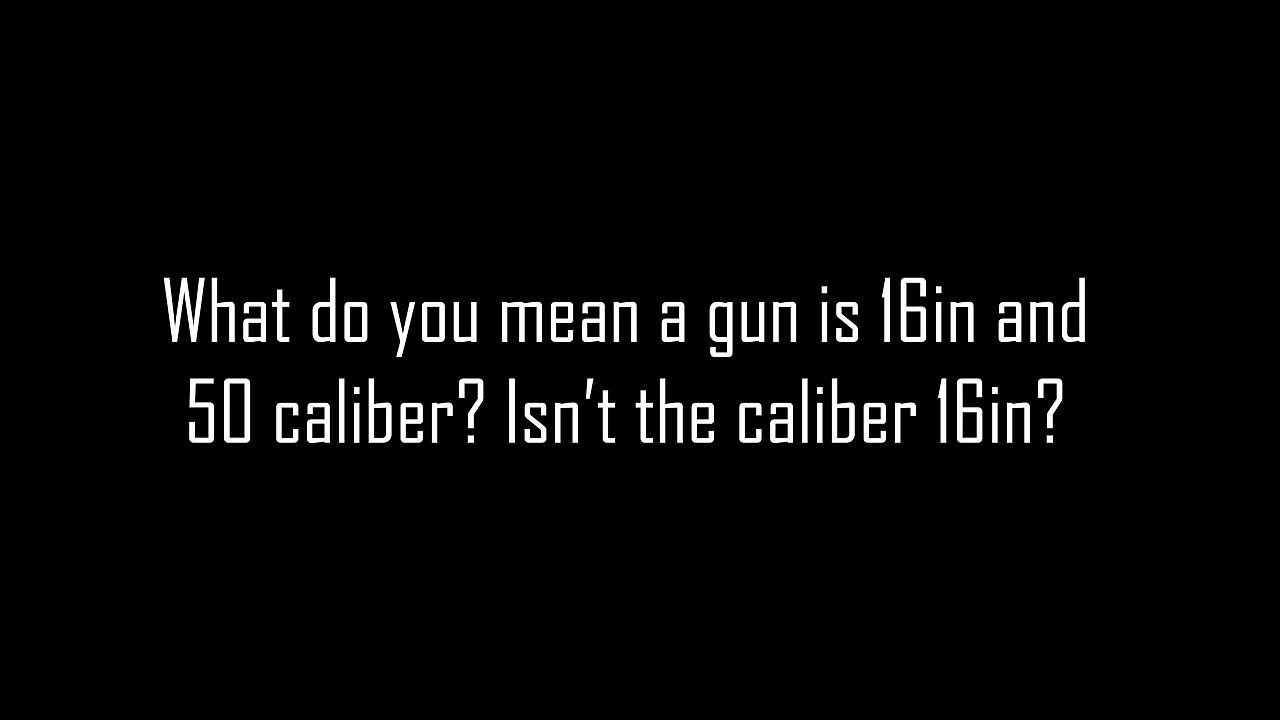 What do you mean a gun is 16in and
50 caliber? Isn’t the caliber 16in?